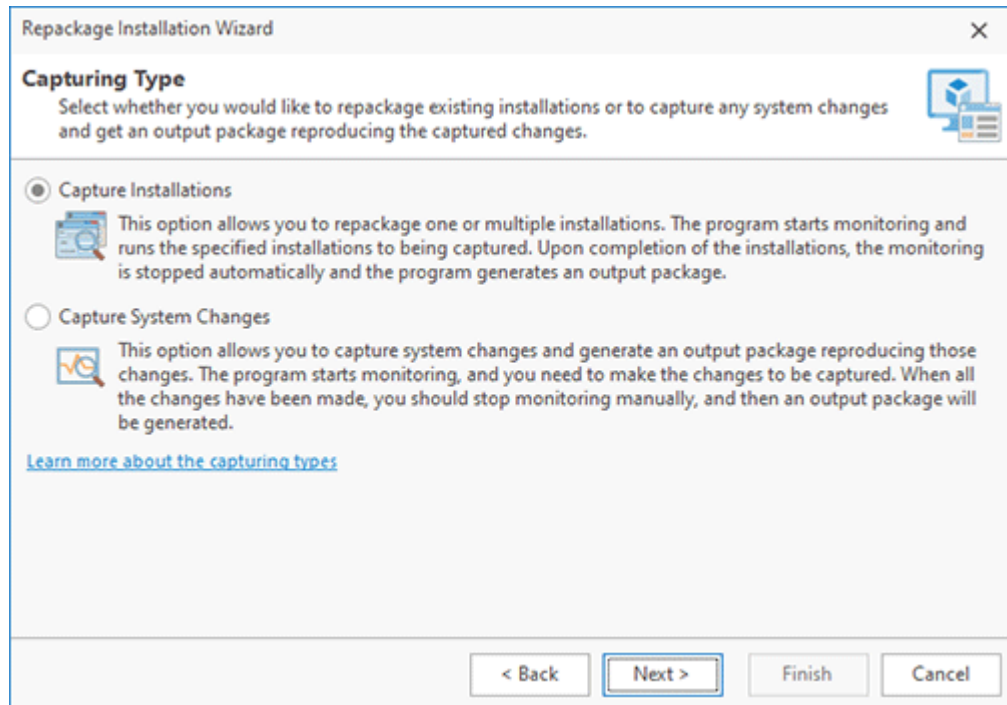 Repackage Installation Wizard
Capturing Type
Select whether you would like to repackage existing installations or to capture any system changes
and get an output package reproducing the captured changes.
Capture Installations
This option allows you to repackage one or multiple installations. The program starts monitoring and
runs the specified installations to being captured. Upon completion of the installations, the monitoring
is stopped automatically and the program generates an output package.
Capture System Changes
This option allows you to capture system changes and generate an output package reproducing those
changes. The program starts monitoring, and you need to make the changes to be captured. When all
the changes have been made, you should stop monitoring manually, and then an output package will
be generated.
Learn more about the capturing types
< Back Next > Finish Cancel